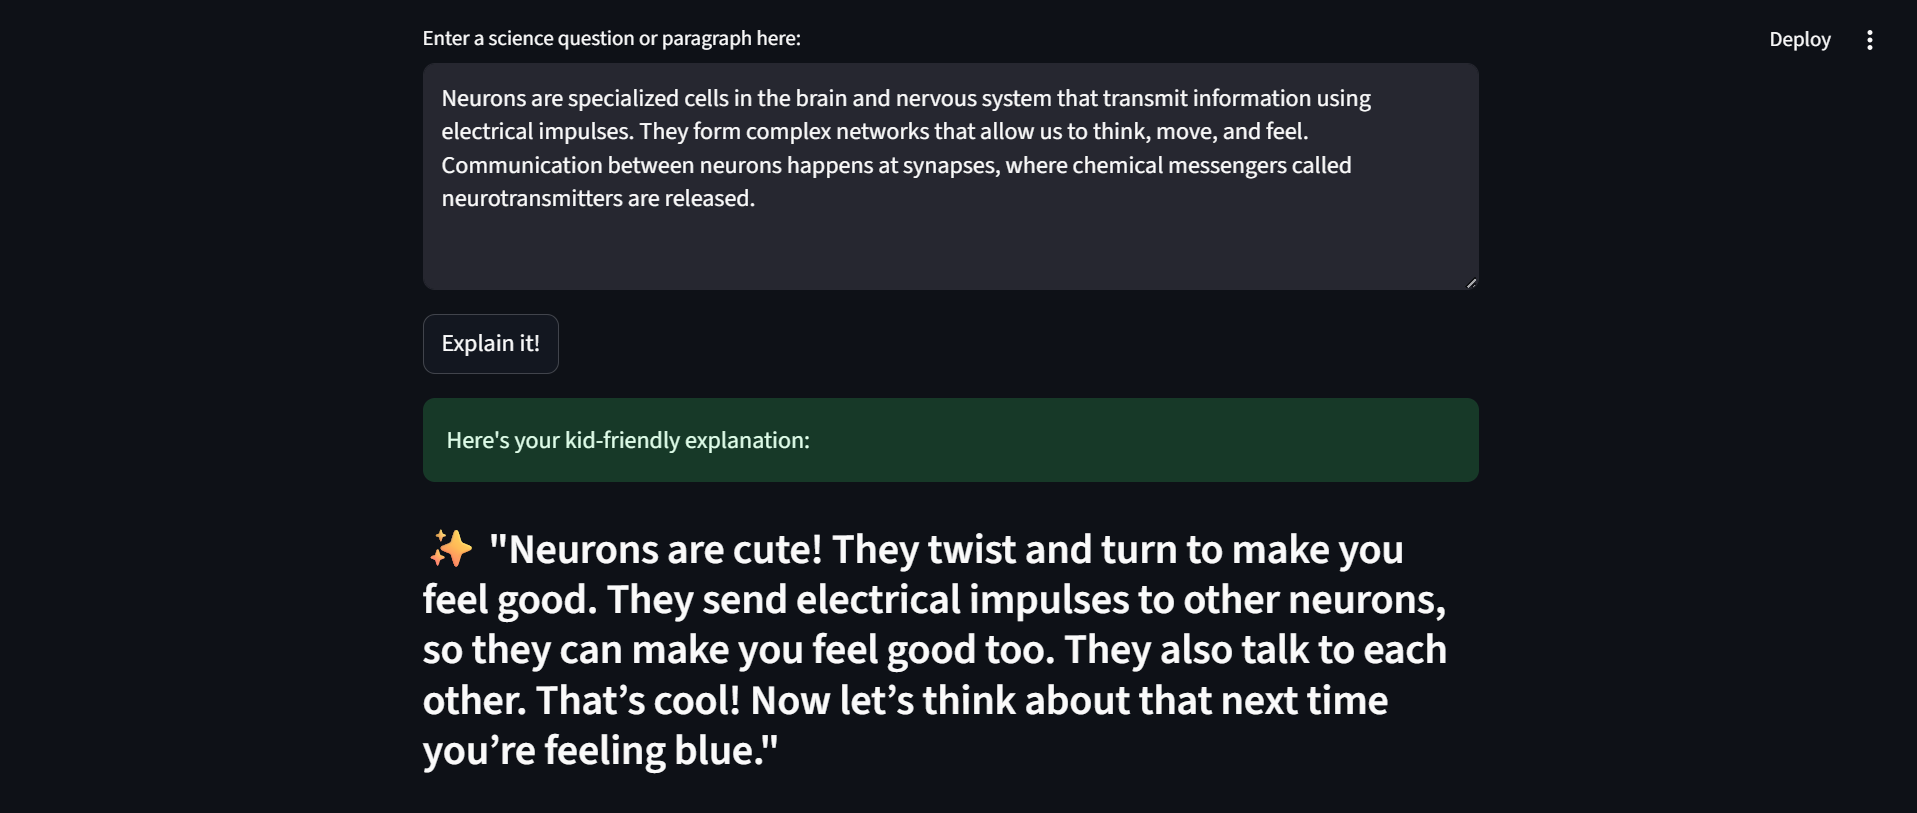 Enter a science question or paragraph here:
Deploy
Neurons are specialized cells in the brain and nervous system that transmit information using
electrical impulses. They form complex networks that allow us to think, move, and feel.
Communication between neurons happens at synapses, where chemical messengers called
neurotransmitters are released.
Explain it!
Here's your kid-friendly explanation:
✨ "Neurons are cute! They twist and turn to make you
feel good. They send electrical impulses to other neurons,
so they can make you feel good too. They also talk to each
other. That’s cool! Now let’s think about that next time
you’re feeling blue."